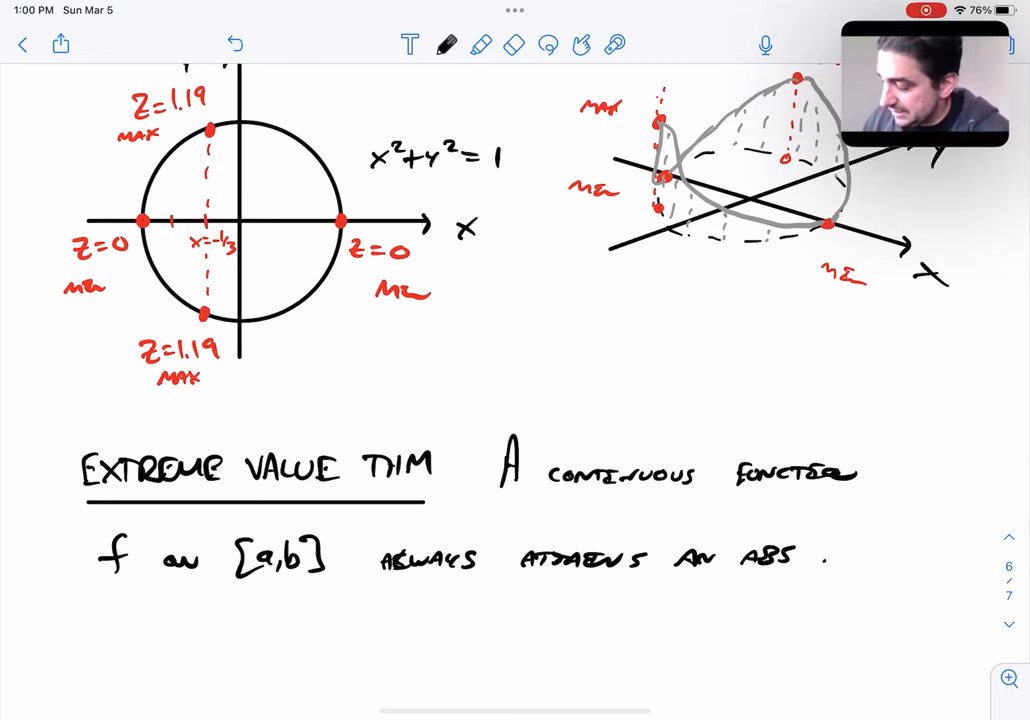 1:00 PM Sun Mar 5
76%
T
Z=1.19
MAX
x²+y²=1
x
Z=0
MIN
x=-1/3
Z=0
MIN
Z=1.19
MAX
MAX
MIN
y
x
MIN
EXTREME VALUE THM A CONTINUOUS FUNCTION
f ON [a,b] ALWAYS ATTAINS AN ABS.
6
/
7